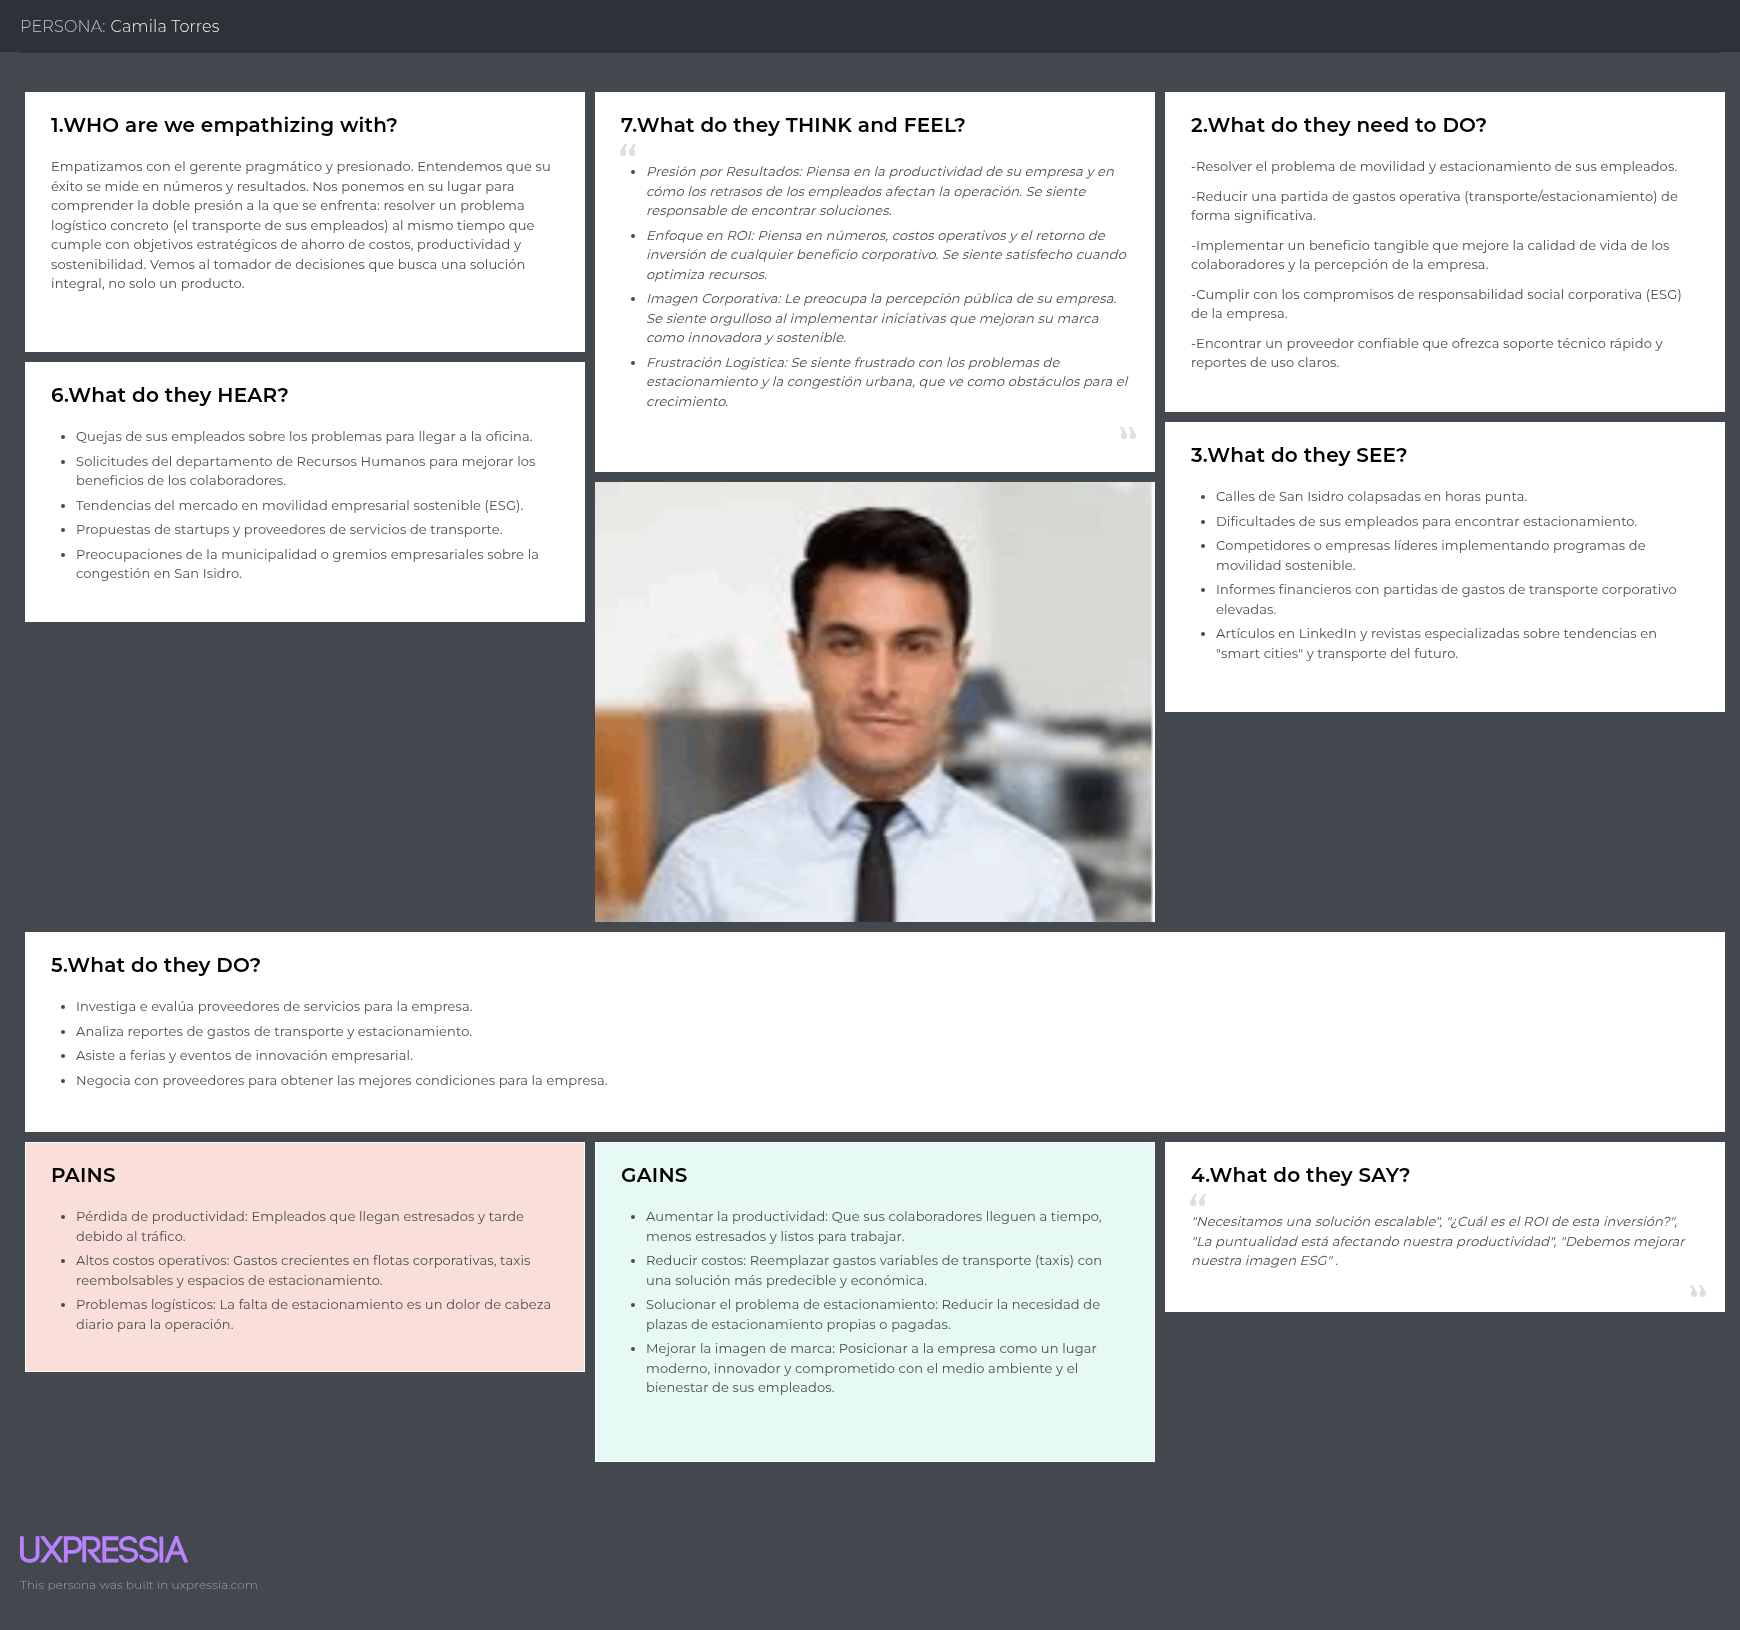 PERSONA: Camila Torres
1.WHO are we empathizing with?
Empatizamos con el gerente pragmático y presionado. Entendemos que su
éxito se mide en números y resultados. Nos ponemos en su lugar para
comprender la doble presión a la que se enfrenta: resolver un problema
logístico concreto (el transporte de sus empleados) al mismo tiempo que
cumple con objetivos estratégicos de ahorro de costos, productividad y
sostenibilidad. Vemos al tomador de decisiones que busca una solución
integral, no solo un producto.
6.What do they HEAR?
• Quejas de sus empleados sobre los problemas para llegar a la oficina.
• Solicitudes del departamento de Recursos Humanos para mejorar los
beneficios de los colaboradores.
• Tendencias del mercado en movilidad empresarial sostenible (ESG).
• Propuestas de startups y proveedores de servicios de transporte.
• Preocupaciones de la municipalidad o gremios empresariales sobre la
congestión en San Isidro.
7.What do they THINK and FEEL?
“
• Presión por Resultados: Piensa en la productividad de su empresa y en
cómo los retrasos de los empleados afectan la operación. Se siente
responsable de encontrar soluciones.
• Enfoque en ROI: Piensa en números, costos operativos y el retorno de
inversión de cualquier beneficio corporativo. Se siente satisfecho cuando
optimiza recursos.
• Imagen Corporativa: Le preocupa la percepción pública de su empresa.
Se siente orgulloso al implementar iniciativas que mejoran su marca
como innovadora y sostenible.
• Frustración Logística: Se siente frustrado con los problemas de
estacionamiento y la congestión urbana, que ve como obstáculos para el
crecimiento.
”
2.What do they need to DO?
-Resolver el problema de movilidad y estacionamiento de sus empleados.
-Reducir una partida de gastos operativa (transporte/estacionamiento) de
forma significativa.
-Implementar un beneficio tangible que mejore la calidad de vida de los
colaboradores y la percepción de la empresa.
-Cumplir con los compromisos de responsabilidad social corporativa (ESG)
de la empresa.
-Encontrar un proveedor confiable que ofrezca soporte técnico rápido y
reportes de uso claros.
3.What do they SEE?
• Calles de San Isidro colapsadas en horas punta.
• Dificultades de sus empleados para encontrar estacionamiento.
• Competidores o empresas líderes implementando programas de
movilidad sostenible.
• Informes financieros con partidas de gastos de transporte corporativo
elevadas.
• Artículos en LinkedIn y revistas especializadas sobre tendencias en
"smart cities" y transporte del futuro.
5.What do they DO?
• Investiga e evalúa proveedores de servicios para la empresa.
• Analiza reportes de gastos de transporte y estacionamiento.
• Asiste a ferias y eventos de innovación empresarial.
• Negocia con proveedores para obtener las mejores condiciones para la empresa.
PAINS
• Pérdida de productividad: Empleados que llegan estresados y tarde
debido al tráfico.
• Altos costos operativos: Gastos crecientes en flotas corporativas, taxis
reembolsables y espacios de estacionamiento.
• Problemas logísticos: La falta de estacionamiento es un dolor de cabeza
diario para la operación.
GAINS
• Aumentar la productividad: Que sus colaboradores lleguen a tiempo,
menos estresados y listos para trabajar.
• Reducir costos: Reemplazar gastos variables de transporte (taxis) con
una solución más predecible y económica.
• Solucionar el problema de estacionamiento: Reducir la necesidad de
plazas de estacionamiento propias o pagadas.
• Mejorar la imagen de marca: Posicionar a la empresa como un lugar
moderno, innovador y comprometido con el medio ambiente y el
bienestar de sus empleados.
4.What do they SAY?
“
"Necesitamos una solución escalable", "¿Cuál es el ROI de esta inversión?",
"La puntualidad está afectando nuestra productividad", "Debemos mejorar
nuestra imagen ESG" .
”
UXPRESSIA
This persona was built in uxpressia.com